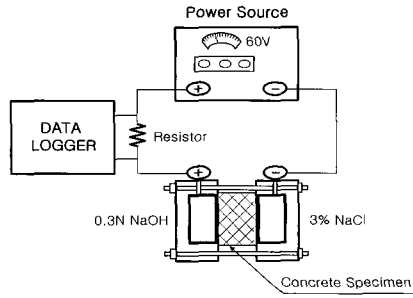 Power Source
60V
+ −
DATA
LOGGER
Resistor
+ −
0.3N NaOH
3% NaCl
Concrete Specimen